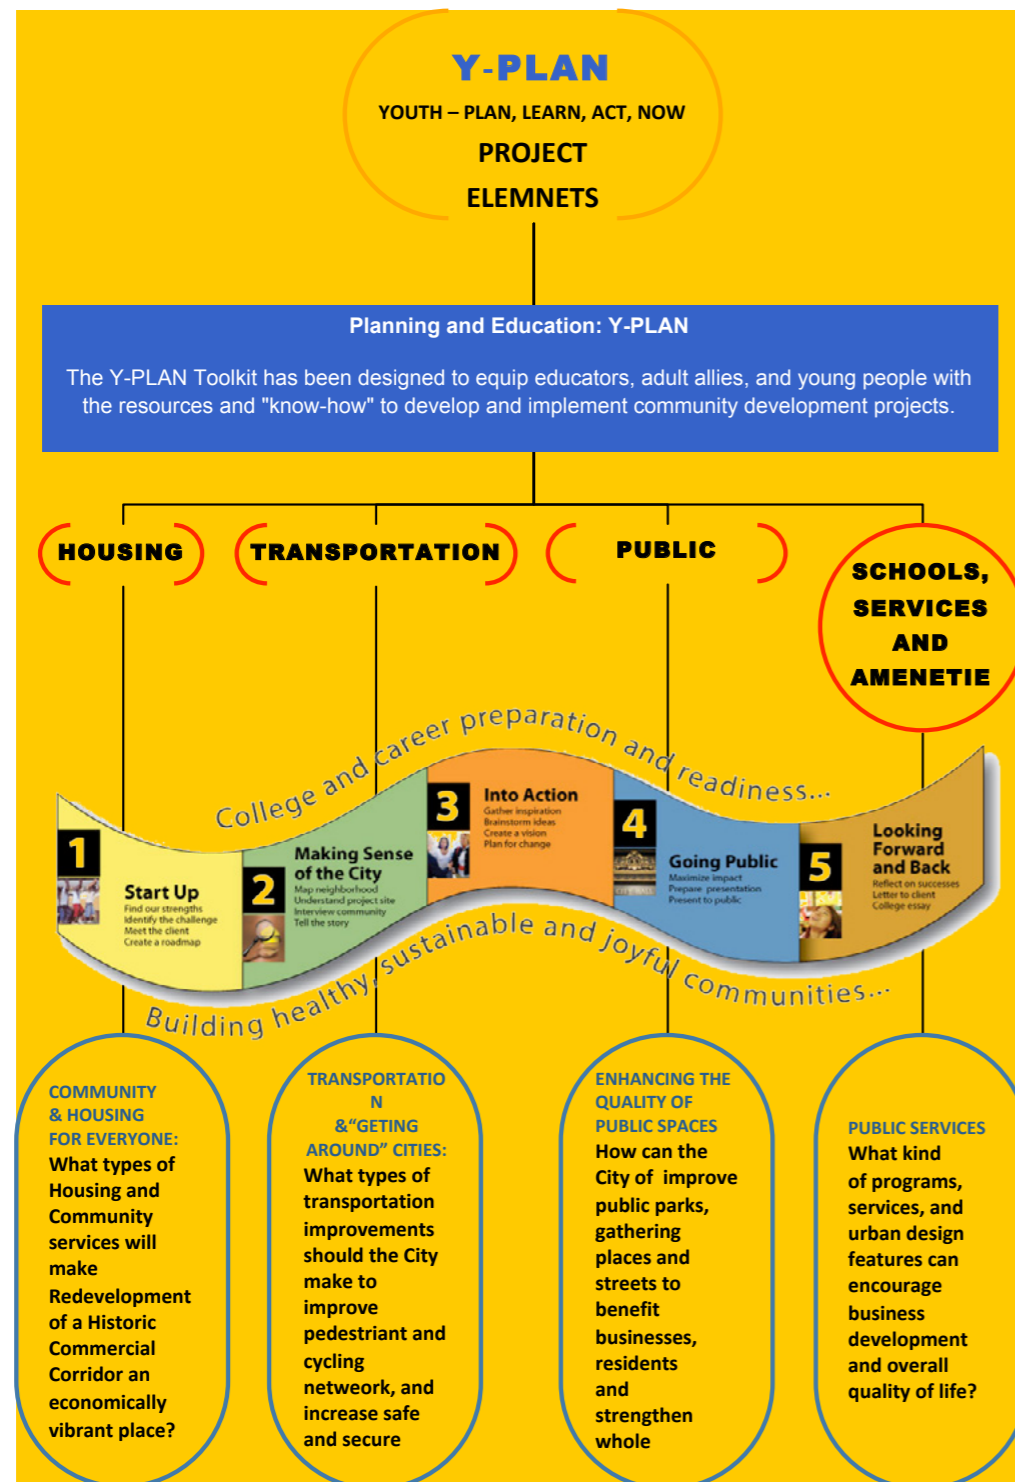 Y-PLAN
YOUTH – PLAN, LEARN, ACT, NOW
PROJECT
ELEMNETS
Planning and Education: Y-PLAN
The Y-PLAN Toolkit has been designed to equip educators, adult allies, and young people with
the resources and "know-how" to develop and implement community development projects.
HOUSING
TRANSPORTATION
PUBLIC
SCHOOLS,
SERVICES
AND
AMENETIE
College and career preparation and readiness...
1
Start Up
Find our strengths
Identify the challenge
Meet the client
Create a roadmap
2
Making Sense
of the City
Map neighborhood
Understand project site
Interview community
Tell the story
3
Into Action
Gather inspiration
Brainstorm ideas
Create a vision
Plan for change
4
Going Public
Maximize impact
Prepare presentation
Present to public
5
Looking
Forward
and Back
Reflect on successes
Letter to client
College essay
Building healthy, sustainable and joyful communities...
COMMUNITY
& HOUSING
FOR EVERYONE:
What types of
Housing and
Community
services will
make
Redevelopment
of a Historic
Commercial
Corridor an
economically
vibrant place?
TRANSPORTATIO
N
&“GETING
AROUND” CITIES:
What types of
transportation
improvements
should the City
make to
improve
pedestriant and
cycling
netweork, and
increase safe
and secure
ENHANCING THE
QUALITY OF
PUBLIC SPACES
How can the
City of improve
public parks,
gathering
places and
streets to
benefit
businesses,
residents
and
strengthen
whole
PUBLIC SERVICES
What kind
of programs,
services, and
urban design
features can
encourage
business
development
and overall
quality of life?